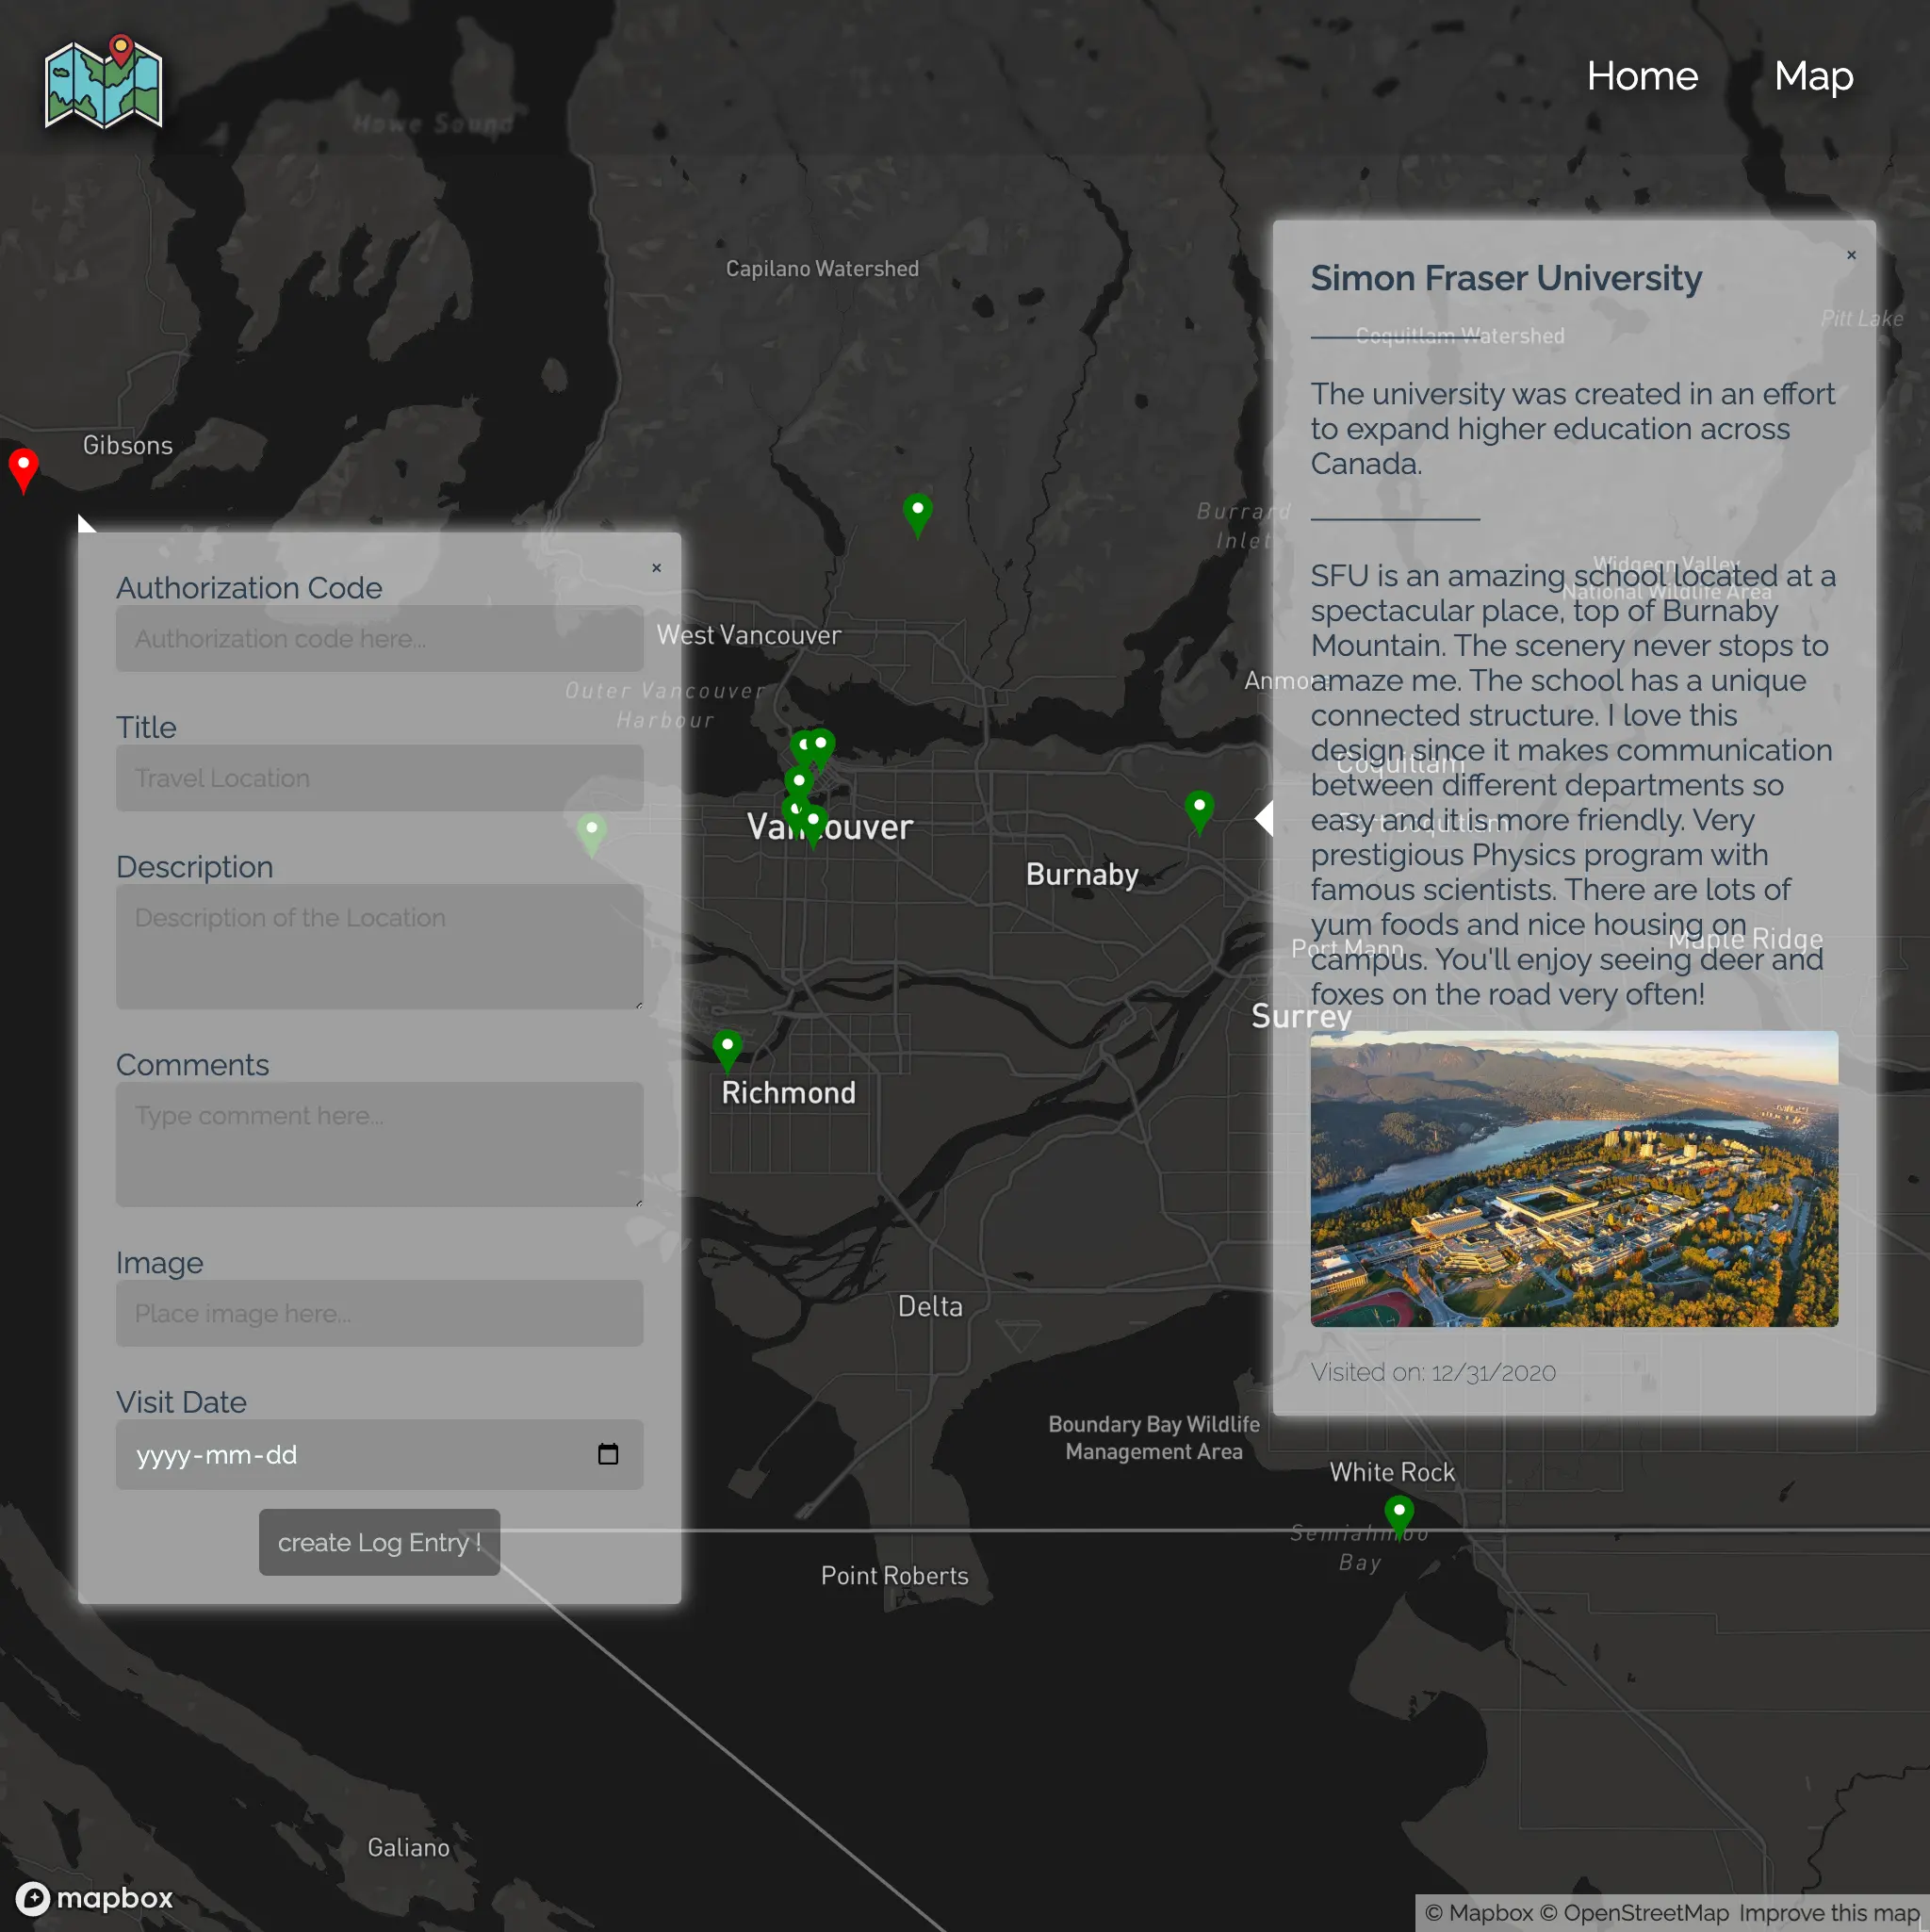 Home
Map
Howe Sound
Capilano Watershed
Gibsons
Burrard
Inlet
West Vancouver
Outer Vancouver
Harbour
Vancouver
Burnaby
Richmond
Delta
Boundary Bay Wildlife
Management Area
White Rock
Semiahmoo
Bay
Point Roberts
Galiano
Anmore
Surrey
Authorization Code
×
Authorization code here...
Title
Travel Location
Description
Description of the Location
Comments
Type comment here...
Image
Place image here...
Visit Date
yyyy-mm-dd
create Log Entry !
×
Simon Fraser University
Pitt Lake
Coquitlam Watershed
The university was created in an effort
to expand higher education across
Canada.
Widgeon Valley
National Wildlife Area
SFU is an amazing school located at a
spectacular place, top of Burnaby
Mountain. The scenery never stops to
amaze me. The school has a unique
connected structure. I love this
design since it makes communication
between different departments so
easy and it is more friendly. Very
prestigious Physics program with
famous scientists. There are lots of
yum foods and nice housing on
campus. You'll enjoy seeing deer and
foxes on the road very often!
Coquitlam
Port Coquitlam
Port Mann
Maple Ridge
Visited on: 12/31/2020
mapbox
© Mapbox © OpenStreetMap Improve this map